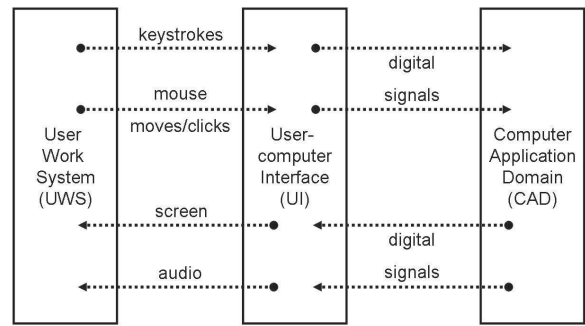 keystrokes
digital
mouse
signals
moves/clicks
User
Work
System
(UWS)
User-
computer
Interface
(UI)
Computer
Application
Domain
(CAD)
screen
digital
audio
signals